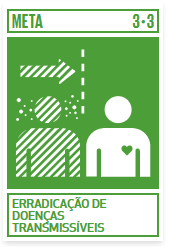 META 3•3
ERRADICAÇÃO DE
DOENÇAS
TRANSMISSÍVEIS